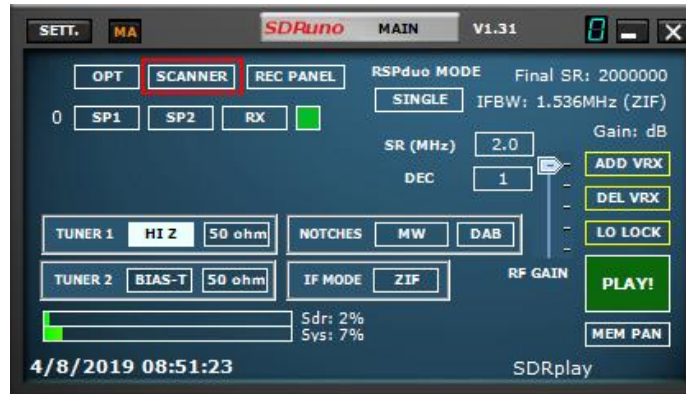 SETT. MA SDRuno MAIN V1.31 0
OPT SCANNER REC PANEL RSPduo MODE Final SR: 2000000
SINGLE IFBW: 1.536MHz (ZIF)
0 SP1 SP2 RX Gain: dB
SR (MHz) 2.0
ADD VRX
DEC 1
DEL VRX
TUNER 1 HI Z 50 ohm NOTCHES MW DAB LO LOCK
TUNER 2 BIAS-T 50 ohm IF MODE ZIF RF GAIN PLAY!
Sdr: 2%
Sys: 7%
MEM PAN
4/8/2019 08:51:23 SDRplay